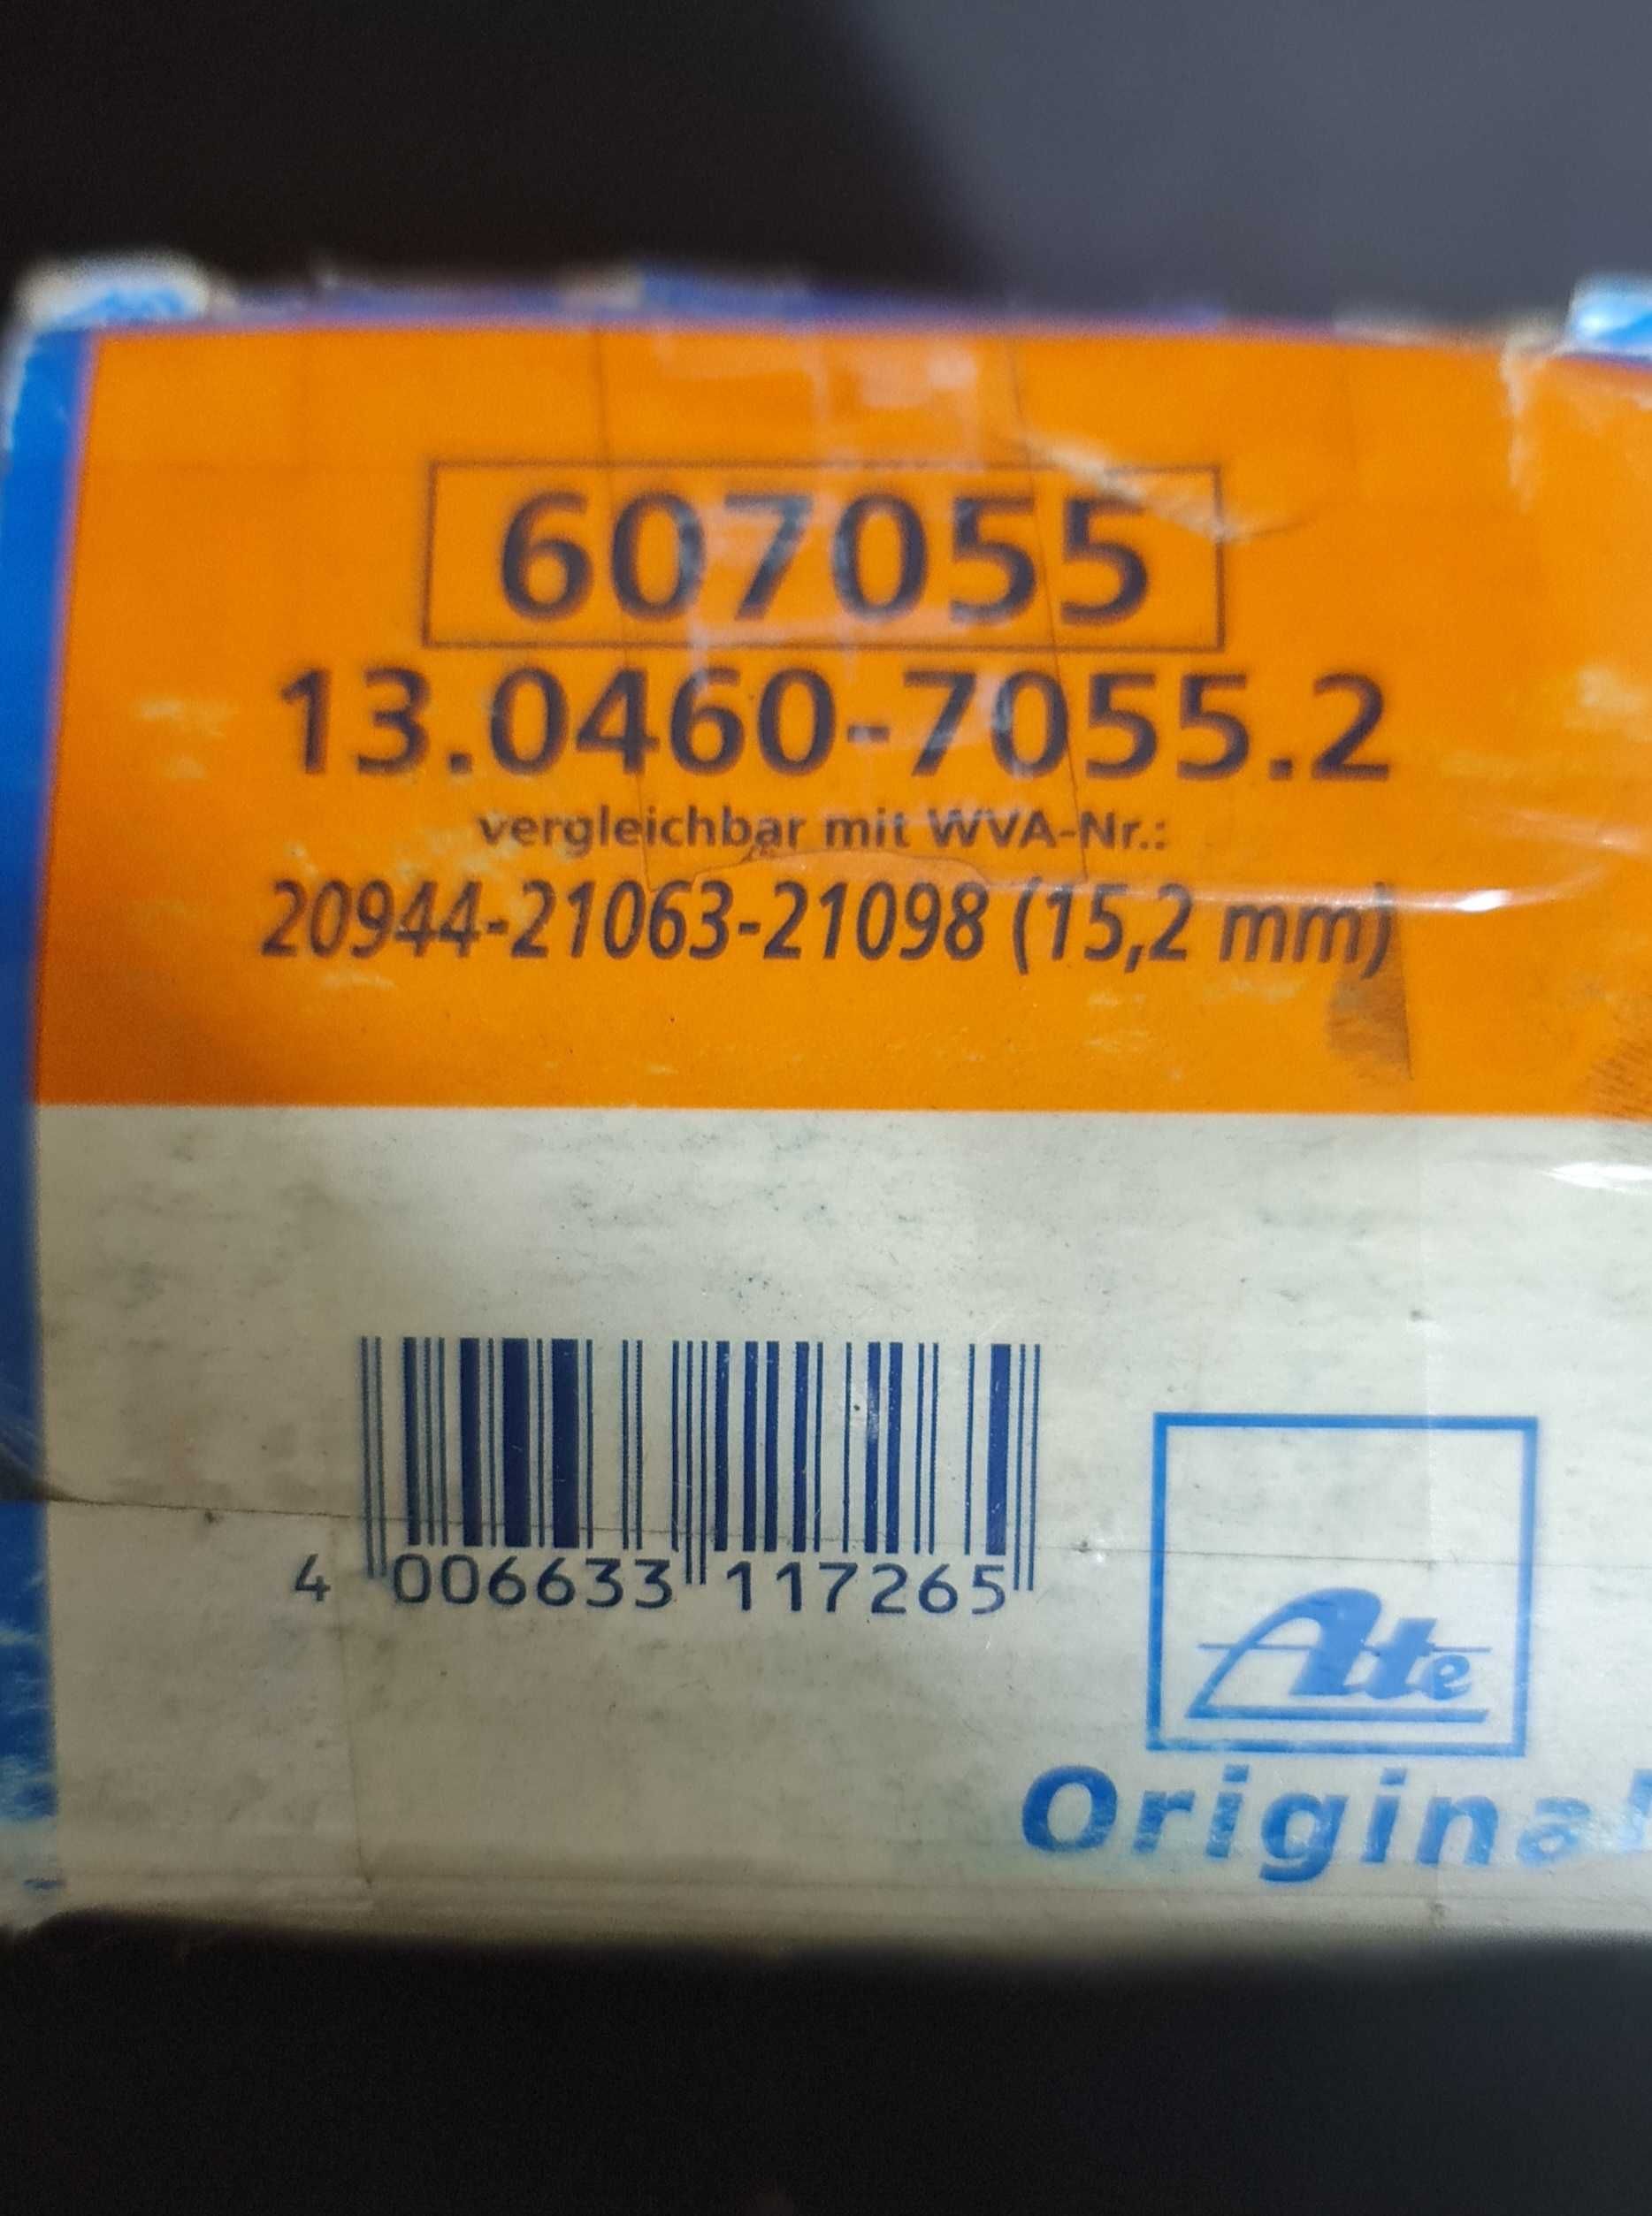 607055
13.0460-7055.2
vergleichbar mit WVA-Nr.:
20944-21063-21098 (15,2 mm)
4 006633 117265
Ate
Original